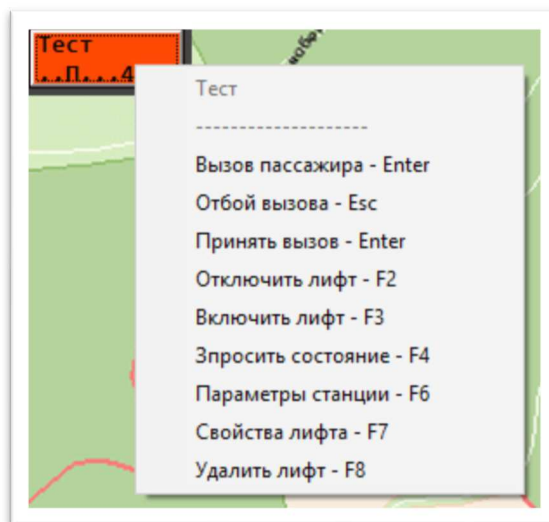 Тест
..П...4
Тест
--------------------
Вызов пассажира - Enter
Отбой вызова - Esc
Принять вызов - Enter
Отключить лифт - F2
Включить лифт - F3
Зпросить состояние - F4
Параметры станции - F6
Свойства лифта - F7
Удалить лифт - F8